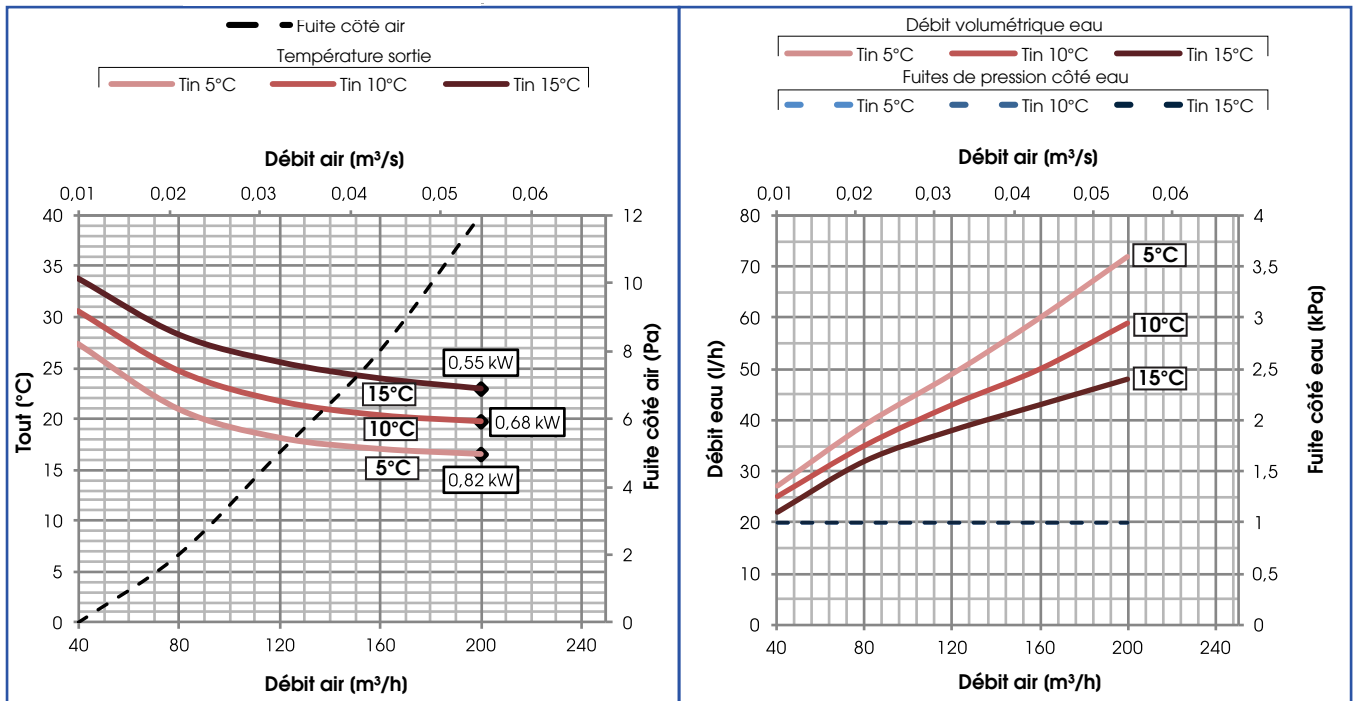 Fuite côté air
Température sortie
Tin 5°C Tin 10°C Tin 15°C
Débit air (m³/s)
0,01 0,02 0,03 0,04 0,05 0,06
40 12
35 10
30
25 8
20 6
15
10 4
5 2
0 0
Tout (°C)
Fuite côté air (Pa)
0,55 kW
15°C
10°C
0,68 kW
5°C
0,82 kW
40 80 120 160 200 240
Débit air (m³/h)
Débit volumétrique eau
Tin 5°C Tin 10°C Tin 15°C
Fuites de pression côté eau
Tin 5°C Tin 10°C Tin 15°C
Débit air (m³/s)
0,01 0,02 0,03 0,04 0,05 0,06
80 4
70 3,5
60 3
50 2,5
40 2
30 1,5
20 1
10 0,5
0 0
Débit eau (l/h)
Fuite côté eau (kPa)
5°C
10°C
15°C
40 80 120 160 200 240
Débit air (m³/h)